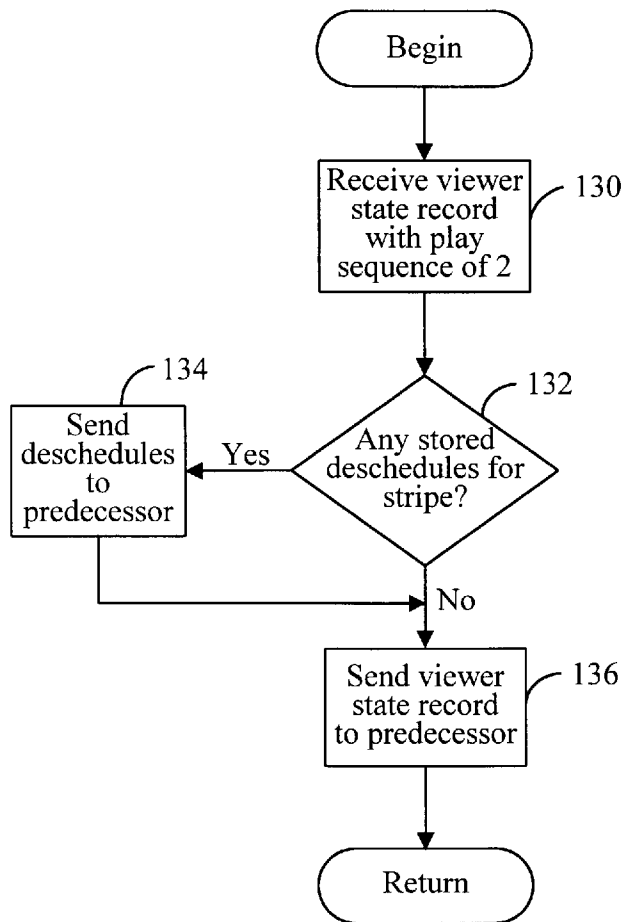 Begin
Receive viewer
state record
with play
sequence of 2
130
134
132
Send
deschedules
to
predecessor
Yes
Any stored
deschedules for
stripe?
No
Send viewer
state record
to predecessor
136
Return